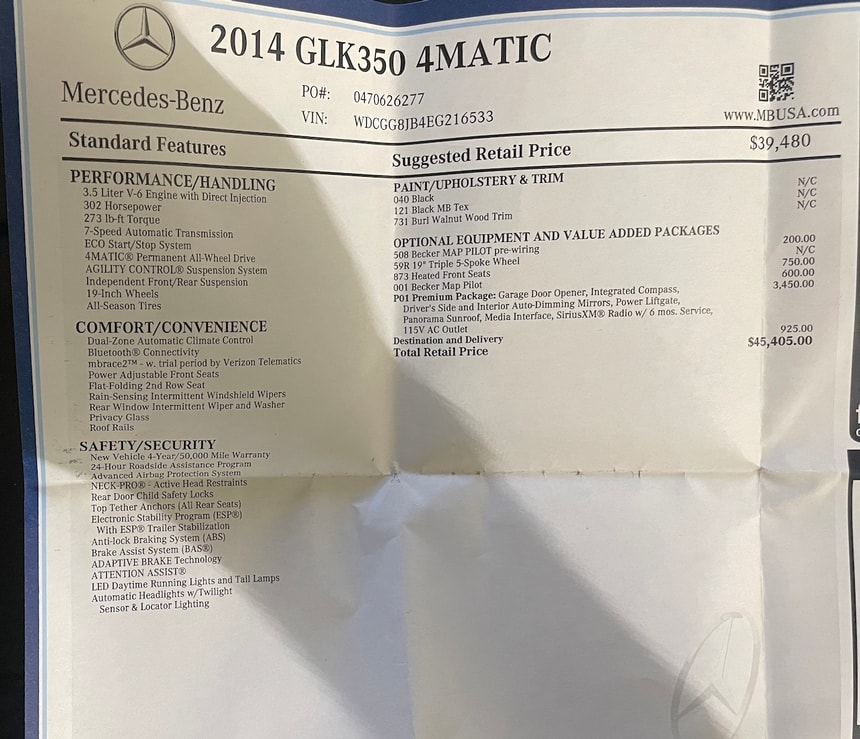 2014 GLK350 4MATIC
Mercedes-Benz
PO#: 0470626277
VIN: WDCGG8JB4EG216533
www.MBUSA.com
Standard Features
PERFORMANCE/HANDLING
3.5 Liter V-6 Engine with Direct Injection
302 Horsepower
273 lb-ft Torque
7-Speed Automatic Transmission
ECO Start/Stop System
4MATIC® Permanent All-Wheel Drive
AGILITY CONTROL® Suspension System
Independent Front/Rear Suspension
19-Inch Wheels
All-Season Tires
COMFORT/CONVENIENCE
Dual-Zone Automatic Climate Control
Bluetooth® Connectivity
mbrace2™ - w. trial period by Verizon Telematics
Power Adjustable Front Seats
Flat-Folding 2nd Row Seat
Rain-Sensing Intermittent Windshield Wipers
Rear Window Intermittent Wiper and Washer
Privacy Glass
Roof Rails
SAFETY/SECURITY
New Vehicle 4-Year/50,000 Mile Warranty
24-Hour Roadside Assistance Program
Advanced Airbag Protection System
NECK-PRO® - Active Head Restraints
Rear Door Child Safety Locks
Top Tether Anchors (All Rear Seats)
Electronic Stability Program (ESP®)
With ESP® Trailer Stabilization
Anti-lock Braking System (ABS)
Brake Assist System (BAS®)
ADAPTIVE BRAKE Technology
ATTENTION ASSIST®
LED Daytime Running Lights and Tail Lamps
Automatic Headlights w/Twilight
Sensor & Locator Lighting
Suggested Retail Price $39,480
PAINT/UPHOLSTERY & TRIM
040 Black N/C
121 Black MB Tex N/C
731 Burl Walnut Wood Trim N/C
OPTIONAL EQUIPMENT AND VALUE ADDED PACKAGES
508 Becker MAP PILOT pre-wiring 200.00
59R 19" Triple 5-Spoke Wheel N/C
873 Heated Front Seats 750.00
001 Becker Map Pilot 600.00
P01 Premium Package: Garage Door Opener, Integrated Compass, 3,450.00
Driver's Side and Interior Auto-Dimming Mirrors, Power Liftgate,
Panorama Sunroof, Media Interface, SiriusXM® Radio w/ 6 mos. Service,
115V AC Outlet
Destination and Delivery 925.00
Total Retail Price $45,405.00